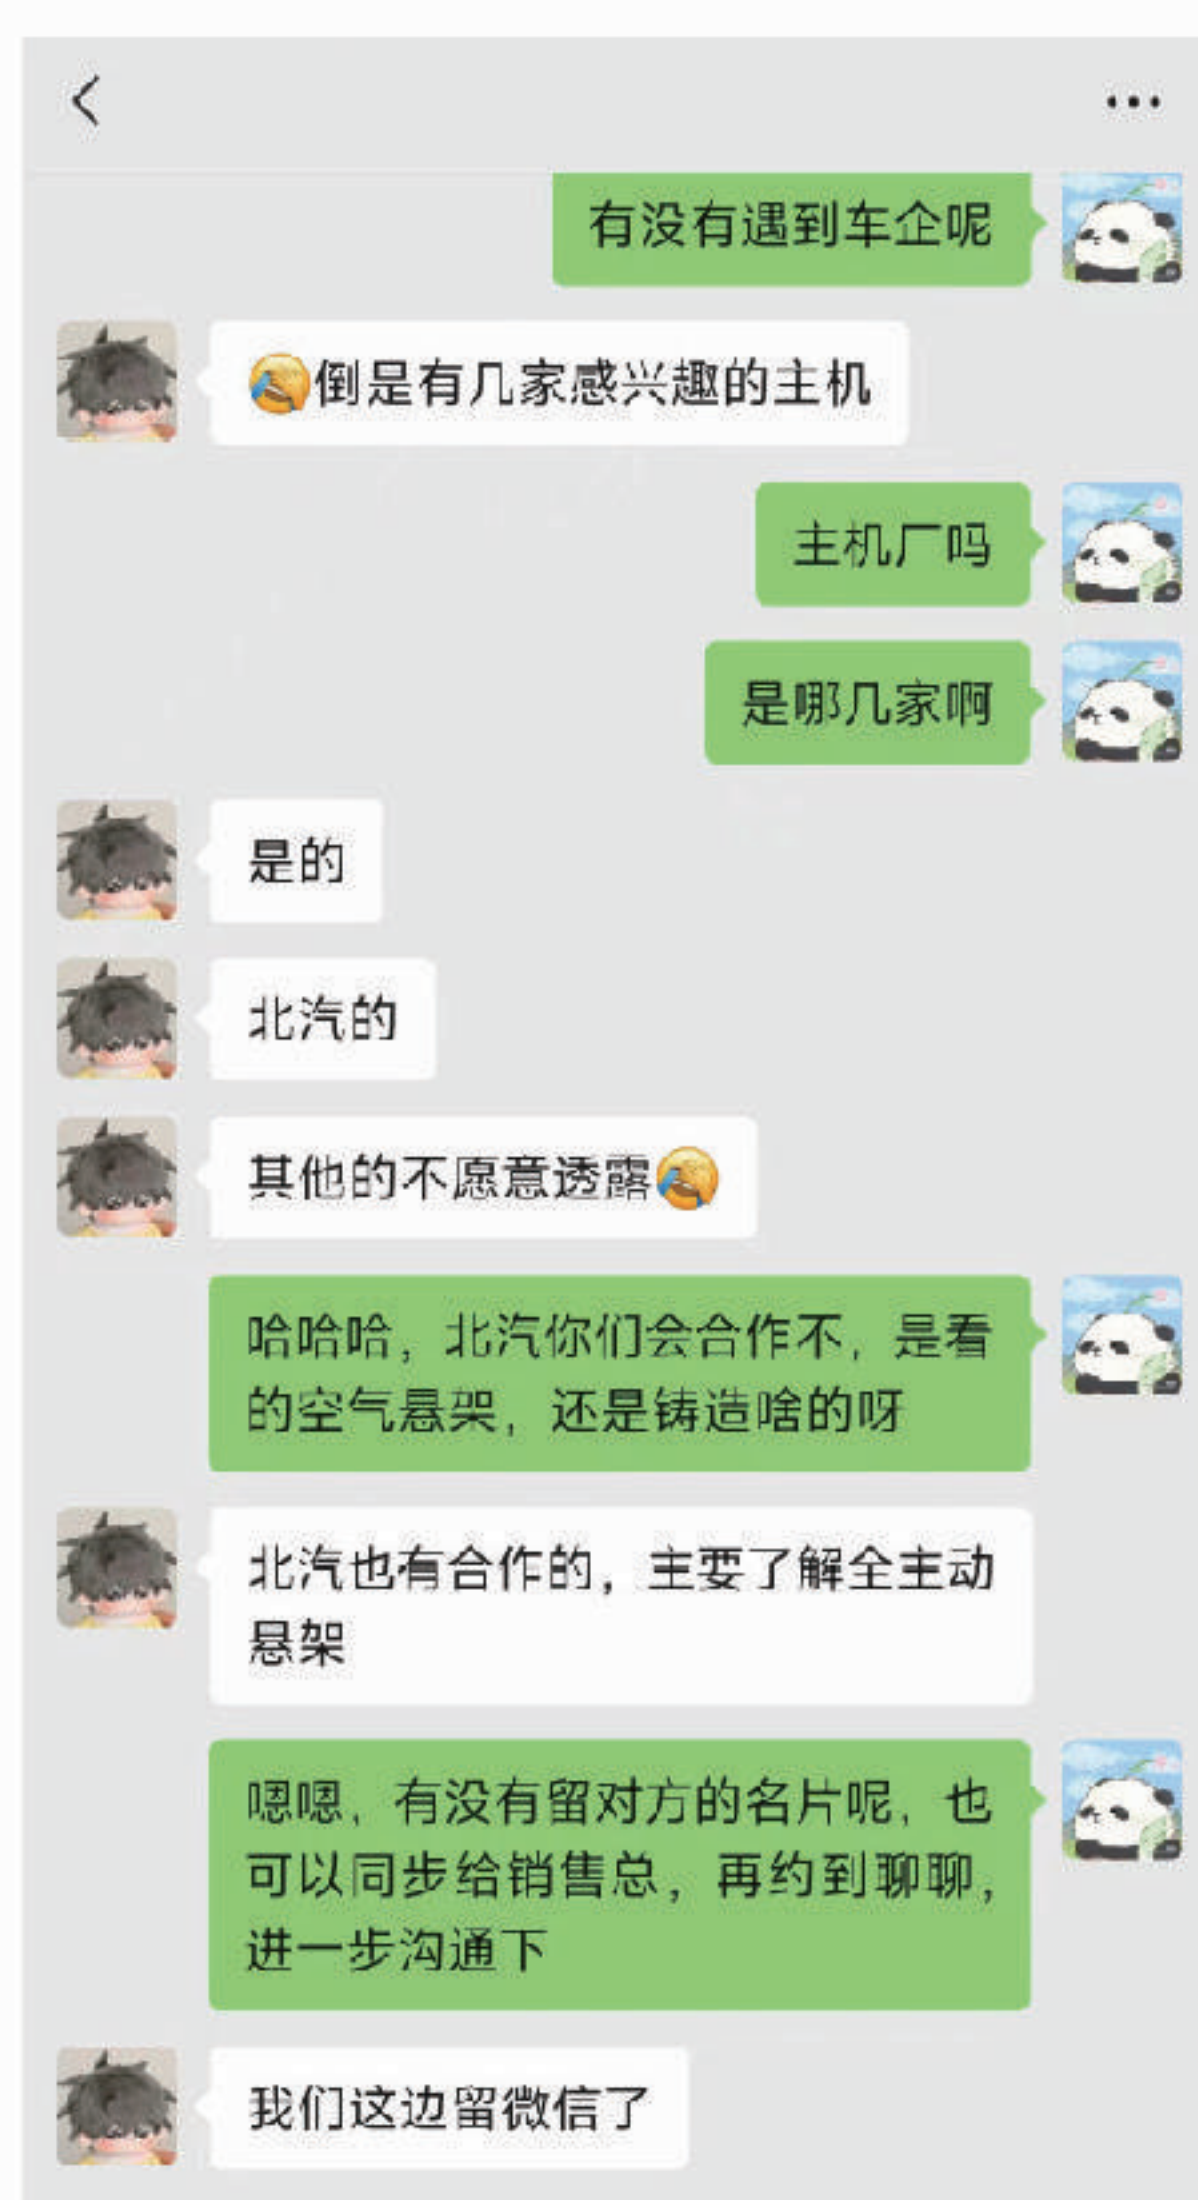 有没有遇到车企呢
🤣倒是有几家感兴趣的主机
主机厂吗
是哪几家啊
是的
北汽的
其他的不愿意透露🤣
哈哈哈，北汽你们会合作不，是看
的空气悬架，还是铸造啥的呀
北汽也有合作的，主要了解全主动
悬架
嗯嗯，有没有留对方的名片呢，也
可以同步给销售总，再约到聊聊，
进一步沟通下
我们这边留微信了